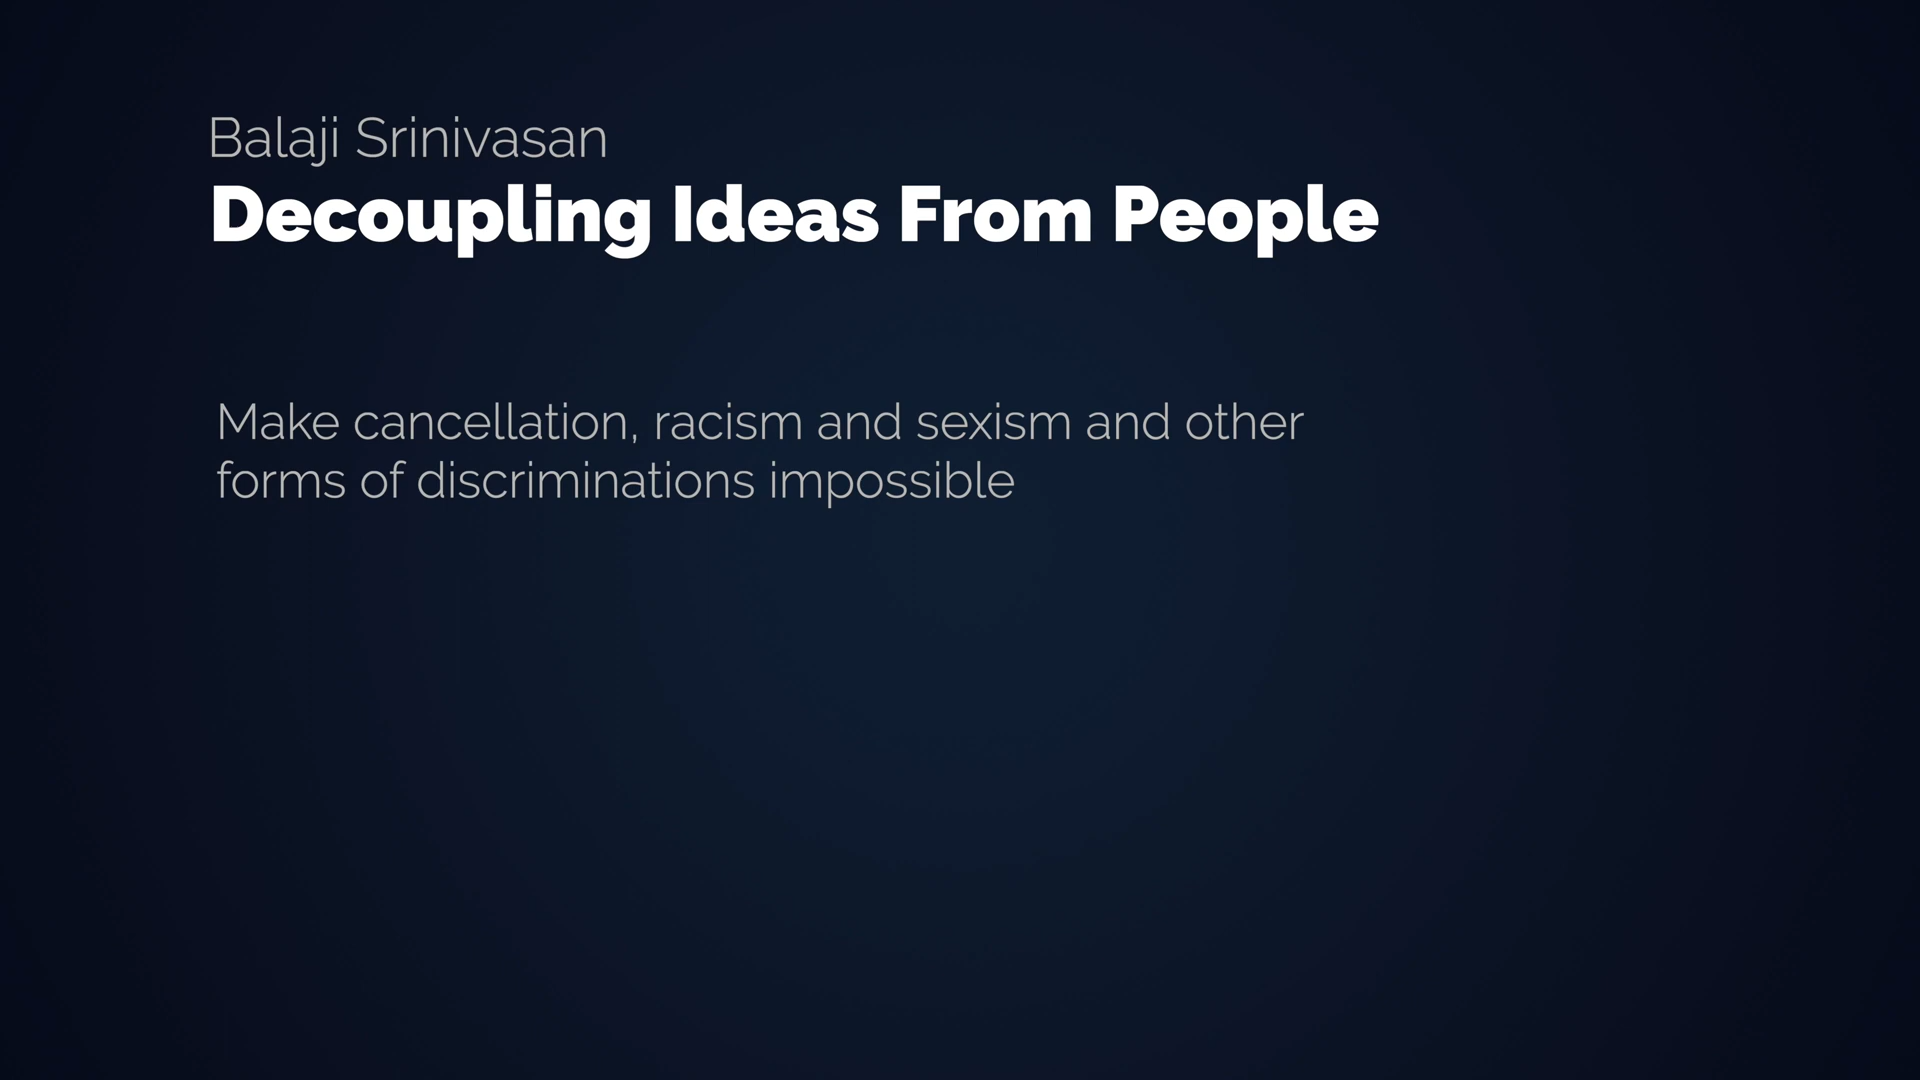 Balaji Srinivasan
Decoupling Ideas From People
Make cancellation, racism and sexism and other
forms of discriminations impossible